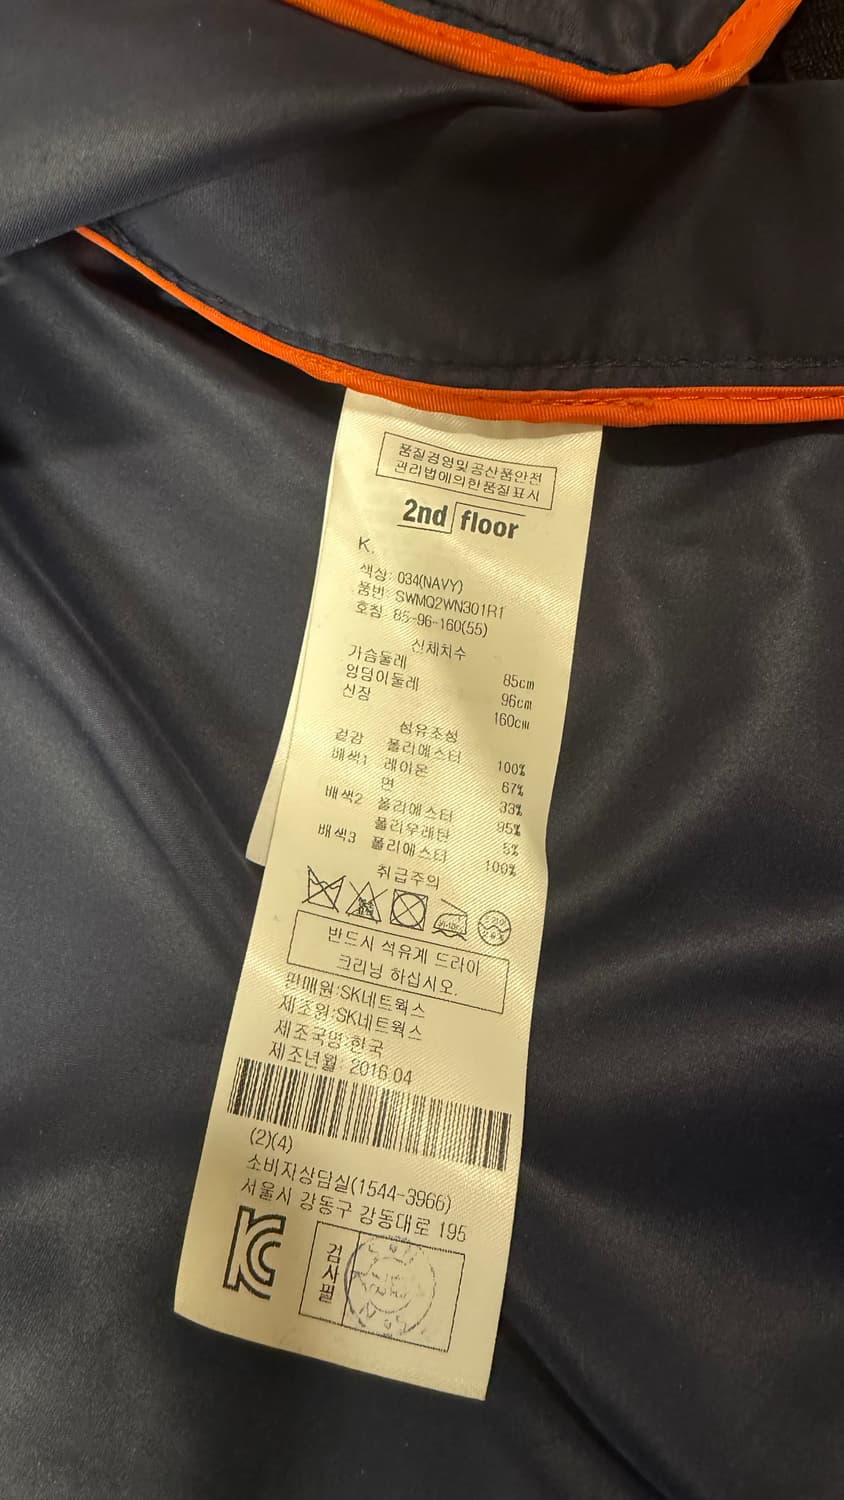 품질경영및공산품안전
관리법에의한품질표시
2nd floor
K.
색상: 034(NAVY)
품번: SWMQ2WN301R1
호칭: 85-96-160(55)
신체치수
가슴둘레 85cm
엉덩이둘레 96cm
신장 160cm
섬유조성
겉감 폴리에스터 100%
배색1 레이온 67%
면 33%
배색2 폴리에스터 95%
폴리우레탄 5%
배색3 폴리에스터 100%
취급주의
반드시 석유계 드라이
크리닝 하십시오.
판매원:SK네트웍스
제조원:SK네트웍스
제조국명:한국
제조년월: 2016.04
(2)(4)
소비자상담실(1544-3966)
서울시 강동구 강동대로 195
KC
검사필